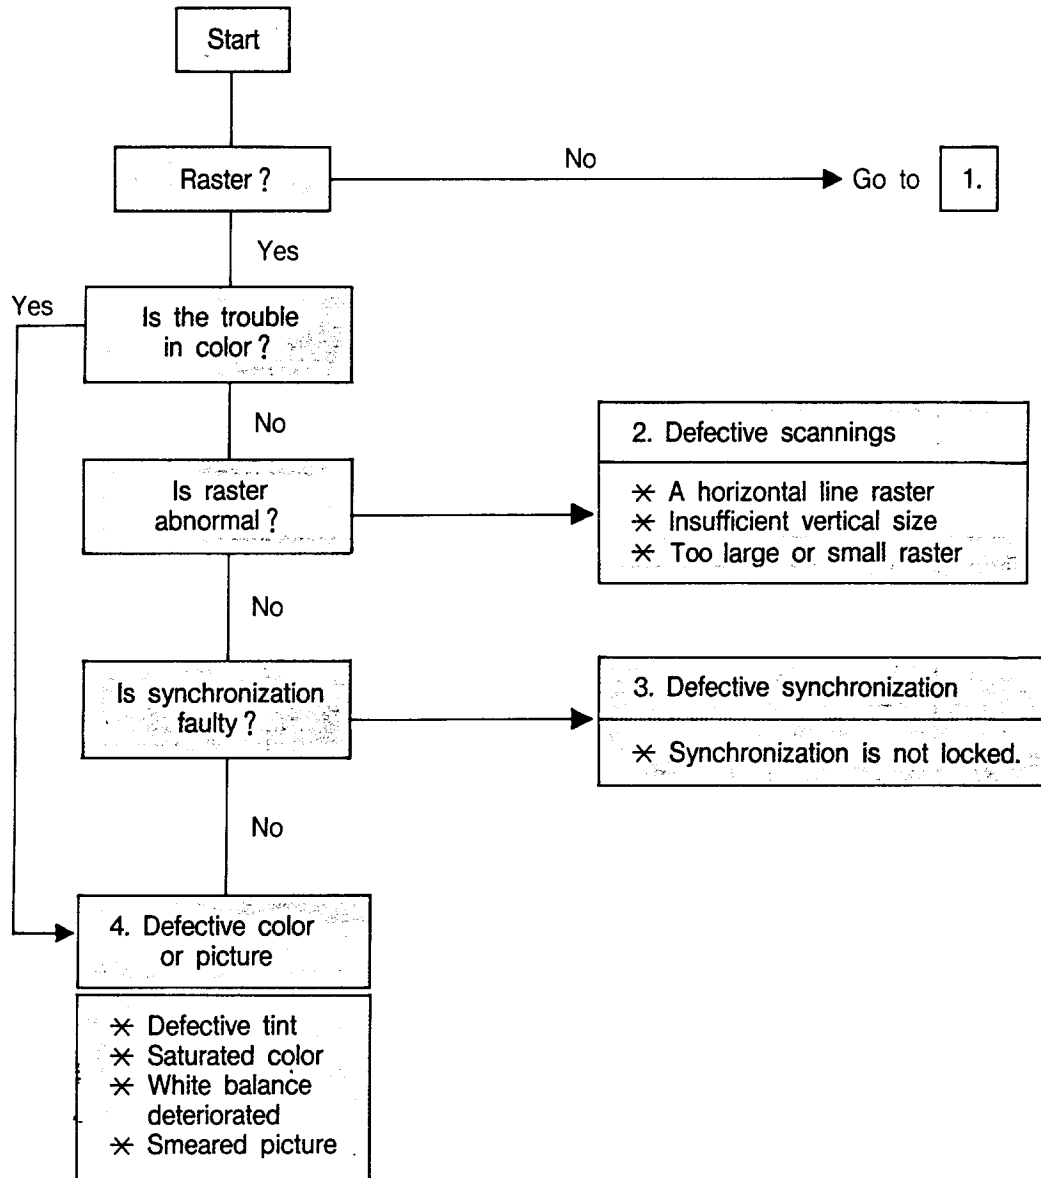 Start
Raster ?
No
Go to 1.
Yes
Yes
Is the trouble
in color ?
No
2. Defective scannings
Is raster
abnormal ?
✳ A horizontal line raster
✳ Insufficient vertical size
✳ Too large or small raster
No
Is synchronization
faulty ?
3. Defective synchronization
✳ Synchronization is not locked.
No
4. Defective color
or picture
✳ Defective tint
✳ Saturated color
✳ White balance
deteriorated
✳ Smeared picture